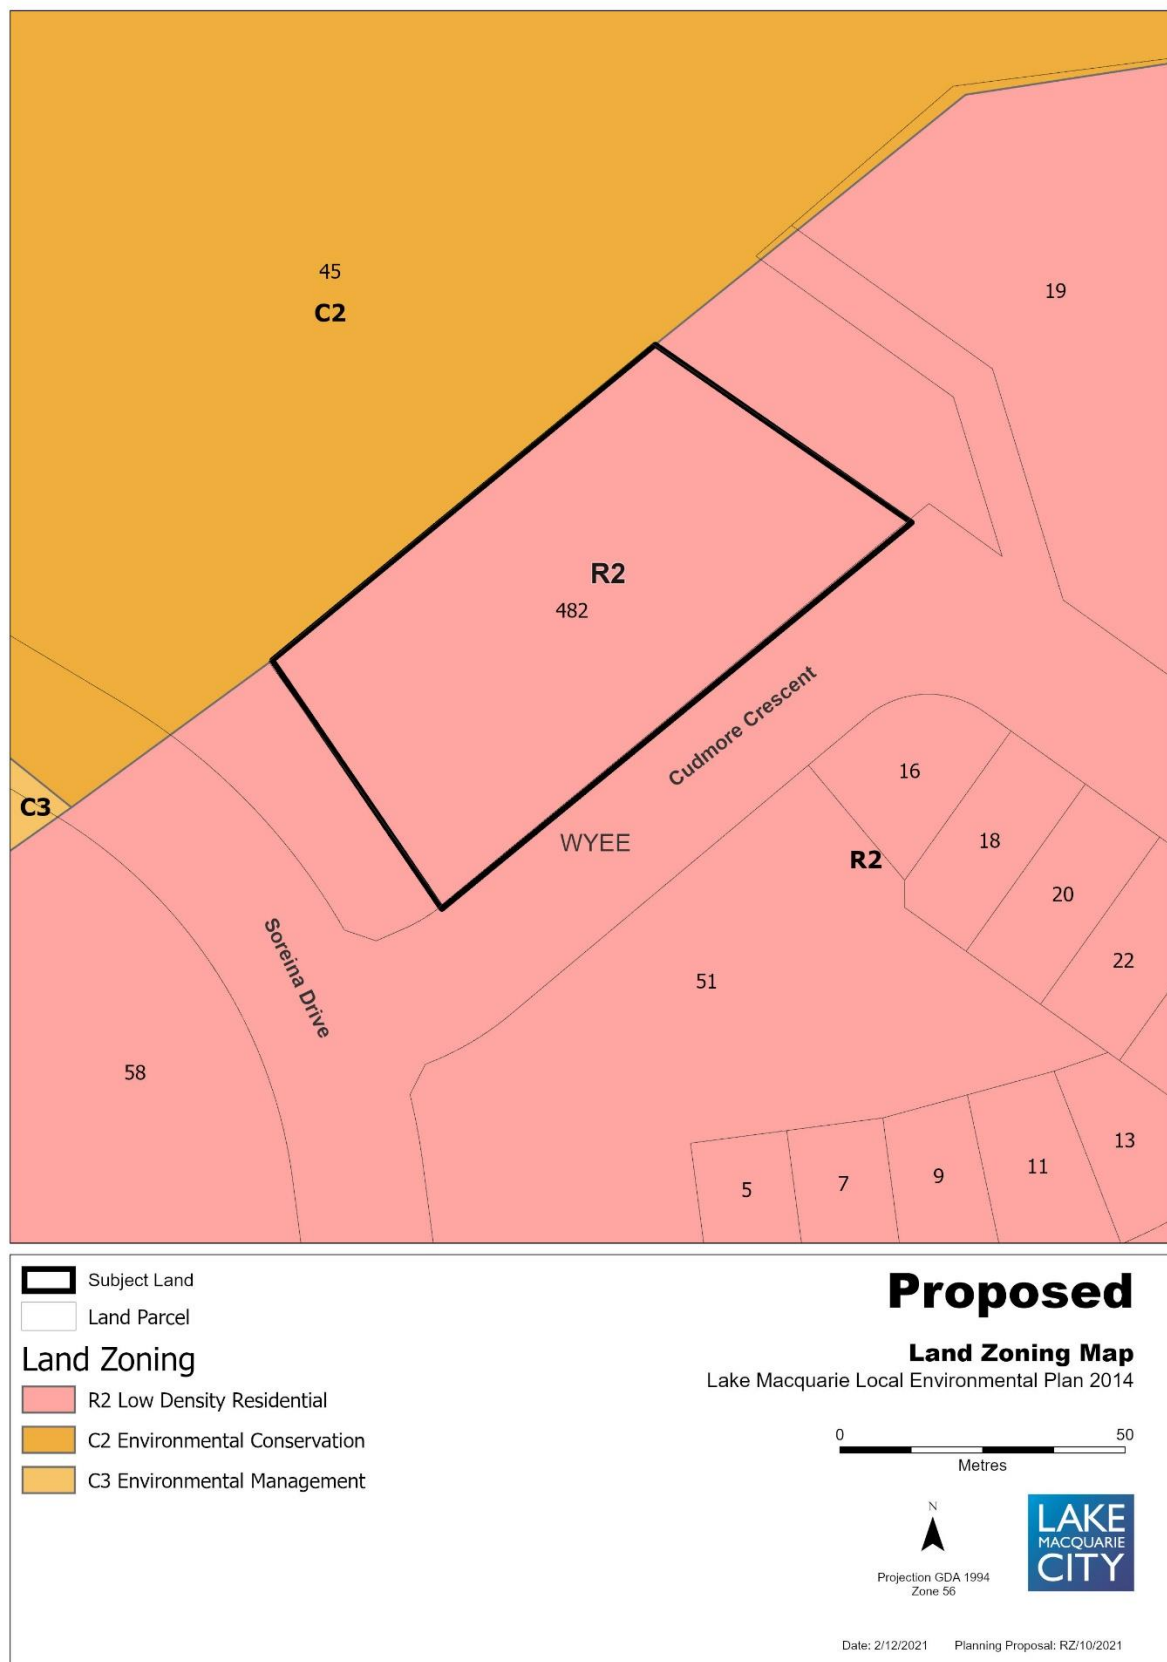 45
C2
19
R2
482
Cudmore Crescent
C3
16
WYEE
18
R2
20
Soreina Drive
22
51
58
13
11
5
7
9
Subject Land
Land Parcel
Land Zoning
R2 Low Density Residential
C2 Environmental Conservation
C3 Environmental Management
Proposed
Land Zoning Map
Lake Macquarie Local Environmental Plan 2014
0 50
Metres
N
Projection GDA 1994
Zone 56
LAKE
MACQUARIE
CITY
Date: 2/12/2021 Planning Proposal: RZ/10/2021